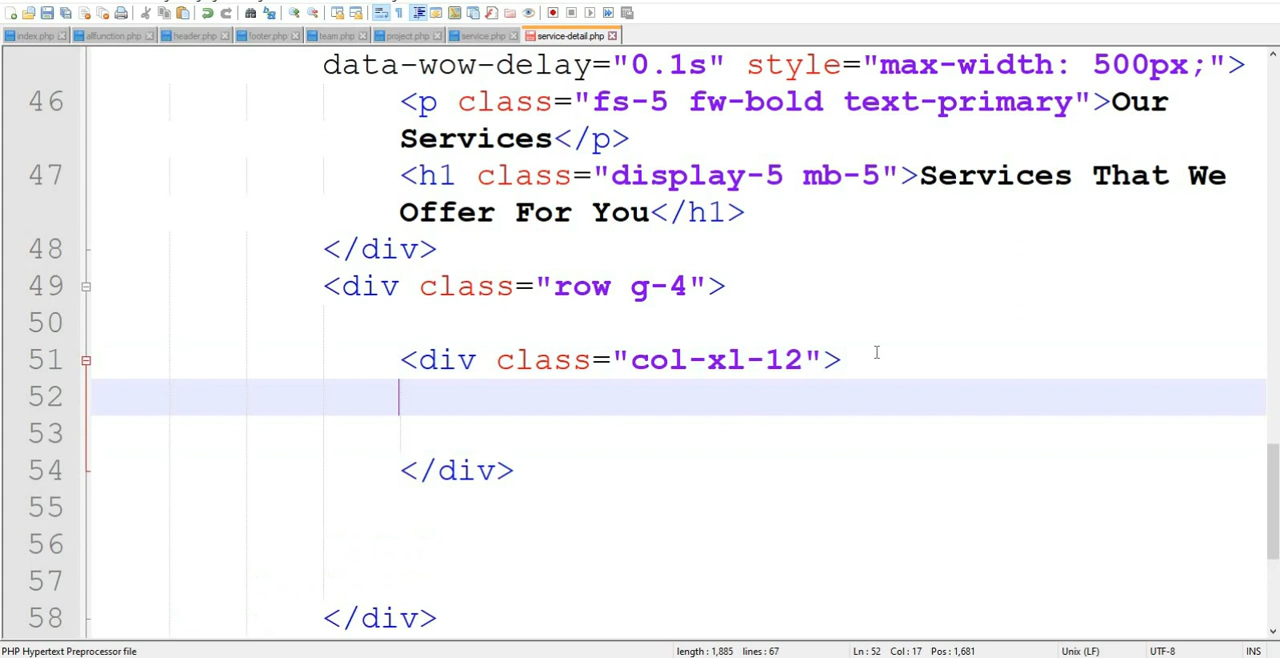 index.php allfunction.php header.php footer.php team.php project.php service.php service-detail.php
data-wow-delay="0.1s" style="max-width: 500px;">
46 <p class="fs-5 fw-bold text-primary">Our
Services</p>
47 <h1 class="display-5 mb-5">Services That We
Offer For You</h1>
48 </div>
49 <div class="row g-4">
50
51 <div class="col-xl-12">
52
53
54 </div>
55
56
57
58 </div>
PHP Hypertext Preprocessor file length : 1,885 lines : 67 Ln : 52 Col : 17 Pos : 1,681 Unix (LF) UTF-8 INS